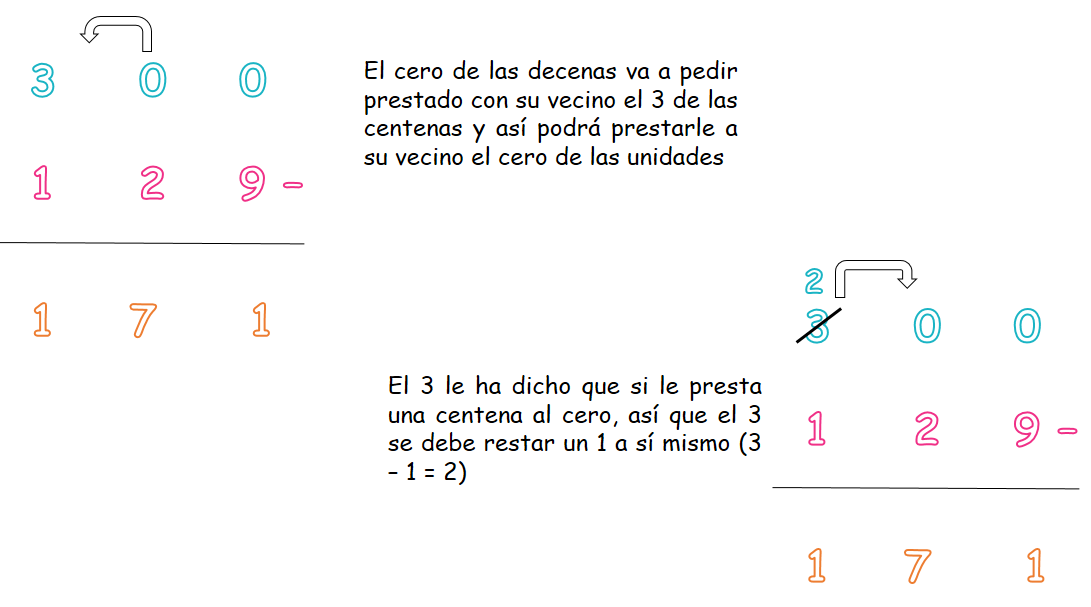 3 0 0
1 2 9 -
1 7 1
El cero de las decenas va a pedir
prestado con su vecino el 3 de las
centenas y así podrá prestarle a
su vecino el cero de las unidades
El 3 le ha dicho que si le presta
una centena al cero, así que el 3
se debe restar un 1 a sí mismo (3
– 1 = 2)
2
3 0 0
1 2 9 -
1 7 1